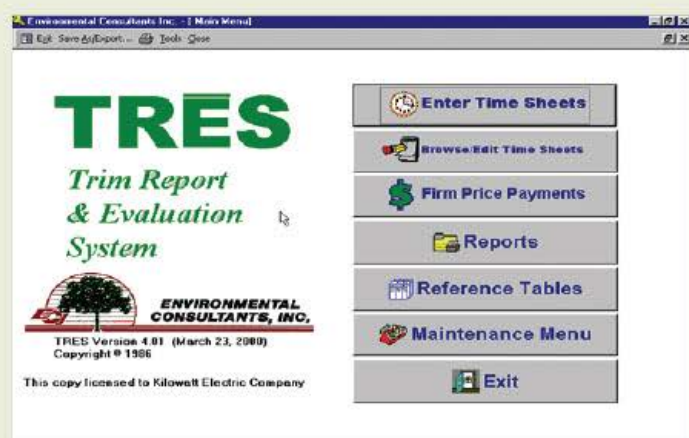 Environmental Consultants Inc. - [ Main Menu]
Exit Save As/Export... Tools Close
TRES
Trim Report
& Evaluation
System
ECI
ENVIRONMENTAL
CONSULTANTS, INC.
TRES Version 4.01 (March 23, 2000)
Copyright © 1986
This copy licensed to Kilowatt Electric Company
Enter Time Sheets
Browse/Edit Time Sheets
Firm Price Payments
Reports
Reference Tables
Maintenance Menu
Exit